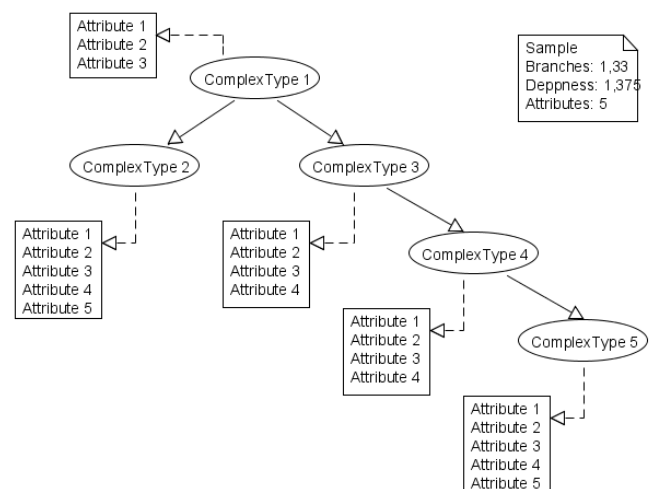 Attribute 1
Attribute 2
Attribute 3
ComplexType 1
Sample
Branches: 1,33
Deppness: 1,375
Attributes: 5
ComplexType 2
ComplexType 3
Attribute 1
Attribute 2
Attribute 3
Attribute 4
Attribute 5
Attribute 1
Attribute 2
Attribute 3
Attribute 4
ComplexType 4
Attribute 1
Attribute 2
Attribute 3
Attribute 4
ComplexType 5
Attribute 1
Attribute 2
Attribute 3
Attribute 4
Attribute 5